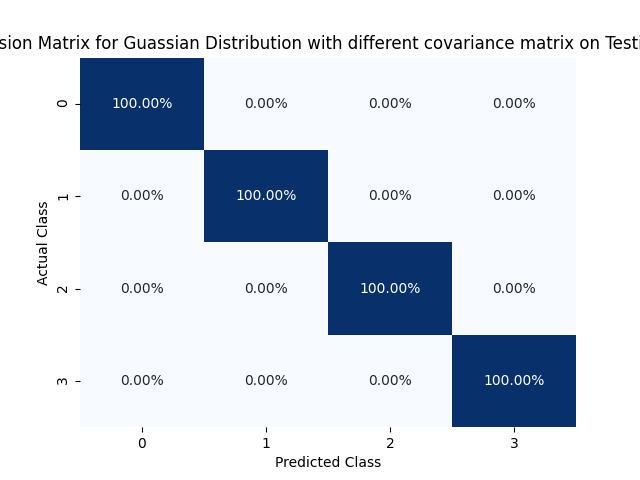 sion Matrix for Guassian Distribution with different covariance matrix on Testi
0 100.00% 0.00% 0.00% 0.00%
1 0.00% 100.00% 0.00% 0.00%
Actual Class
2 0.00% 0.00% 100.00% 0.00%
3 0.00% 0.00% 0.00% 100.00%
0 1 2 3
Predicted Class